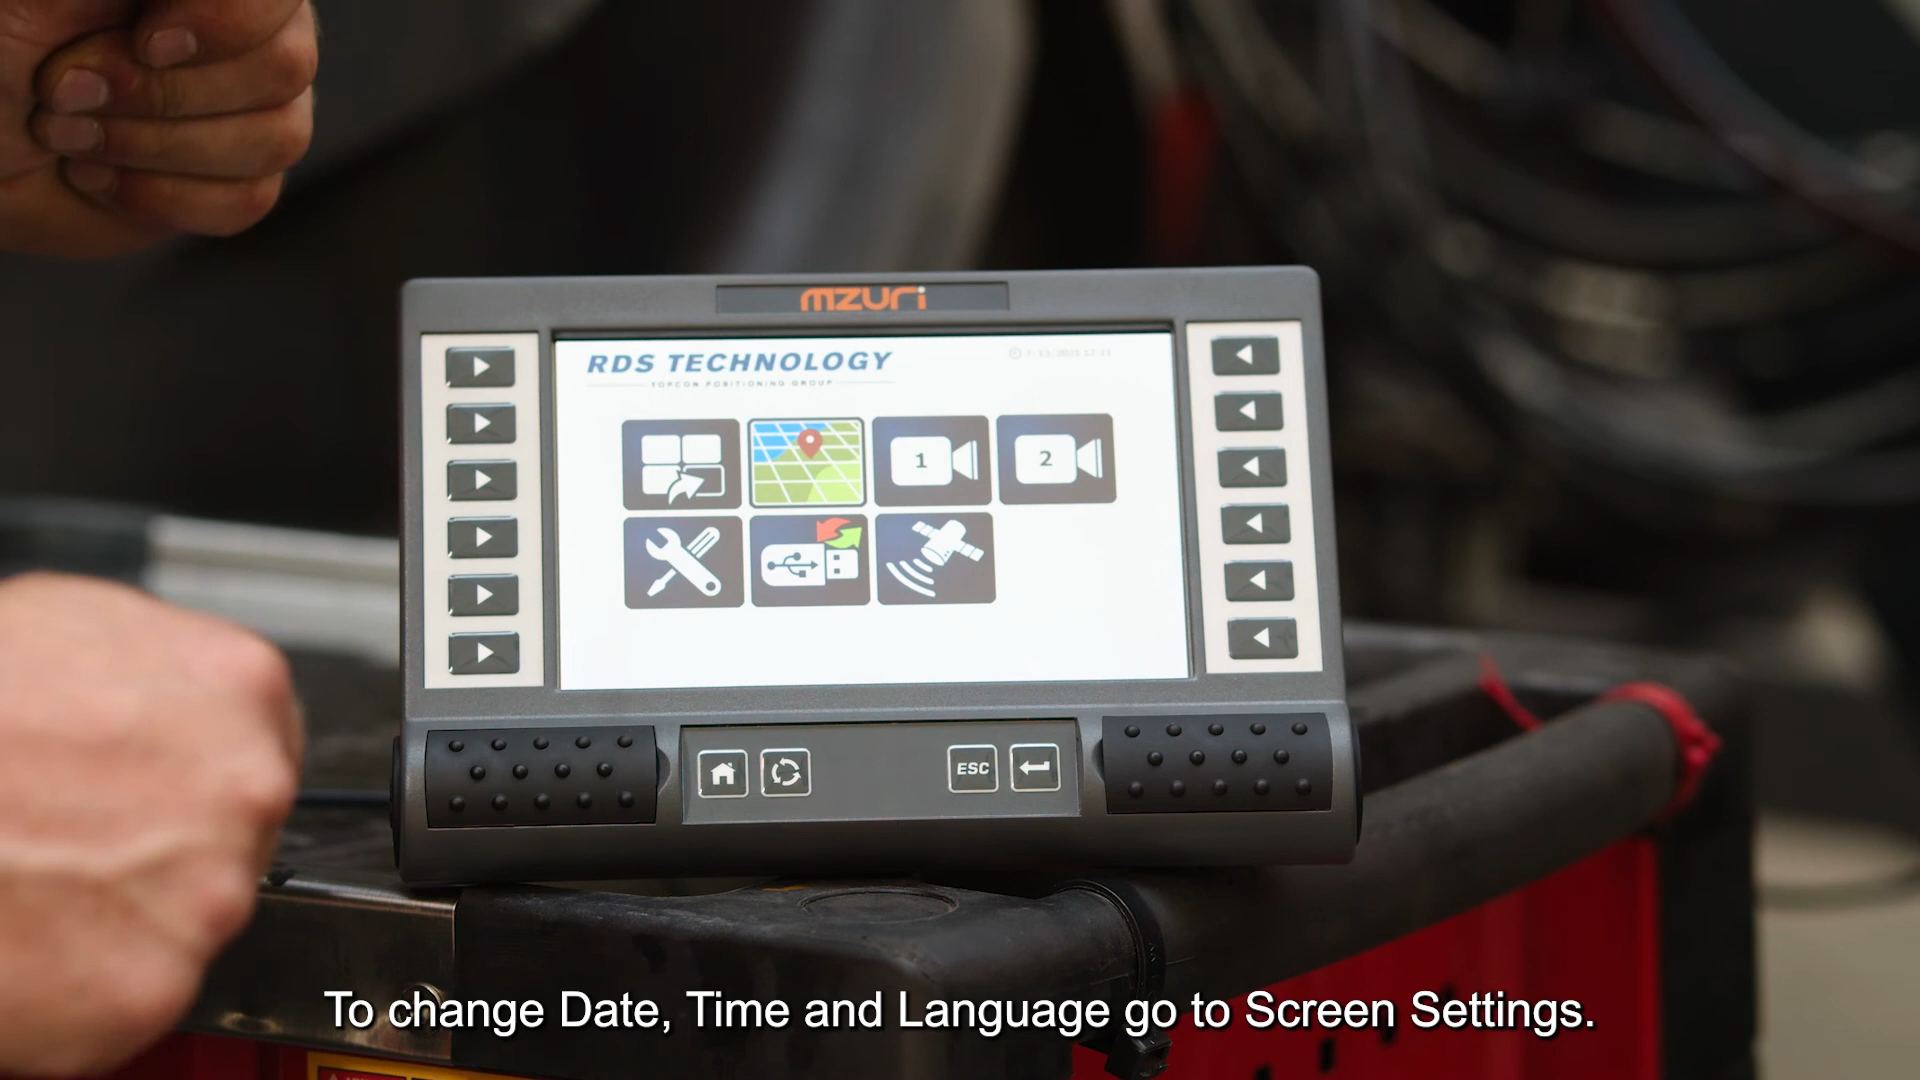 mzuri
RDS TECHNOLOGY
TOPCON POSITIONING GROUP
1
2
ESC
To change Date, Time and Language go to Screen Settings.